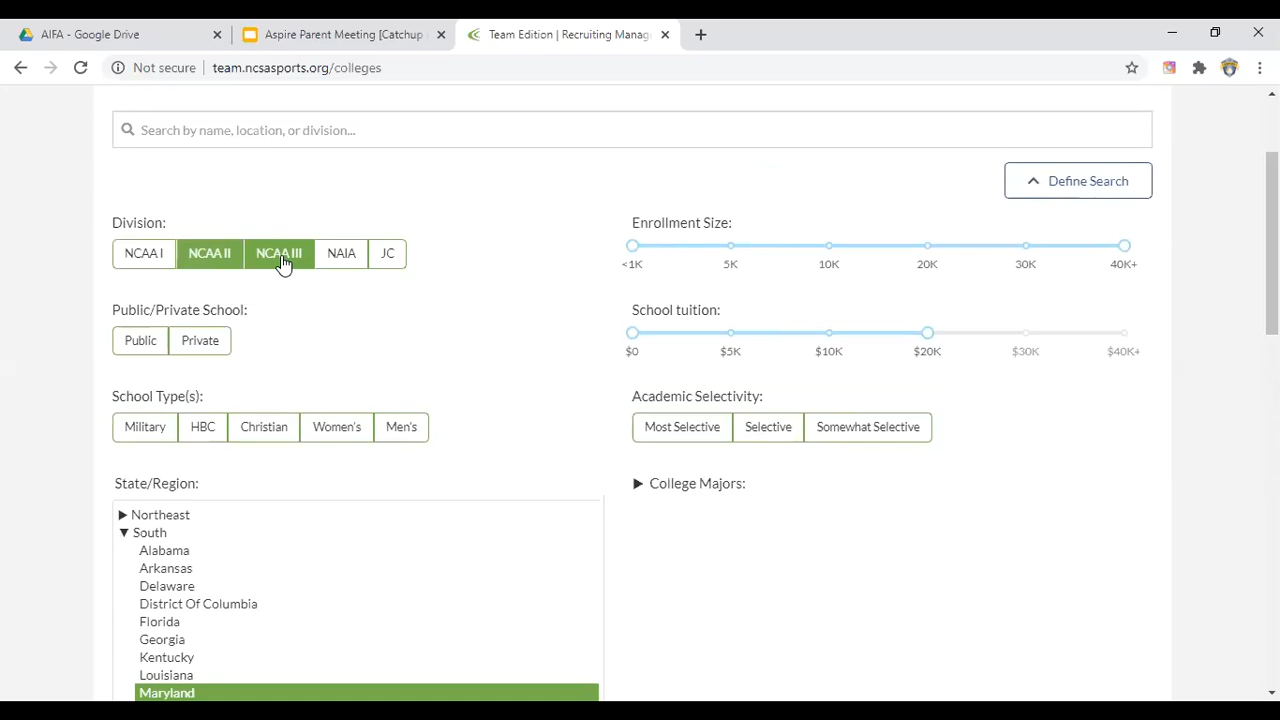 AIFA - Google Drive
Aspire Parent Meeting [Catchup
Team Edition | Recruiting Manag
Not secure
team.ncsasports.org/colleges
Search by name, location, or division...
Define Search
Division:
NCAA I NCAA II NCAA III NAIA JC
Enrollment Size:
<1K 5K 10K 20K 30K 40K+
Public/Private School:
Public Private
School tuition:
$0 $5K $10K $20K $30K $40K+
School Type(s):
Military HBC Christian Women's Men's
Academic Selectivity:
Most Selective Selective Somewhat Selective
State/Region:
College Majors:
Northeast
South
Alabama
Arkansas
Delaware
District Of Columbia
Florida
Georgia
Kentucky
Louisiana
Maryland